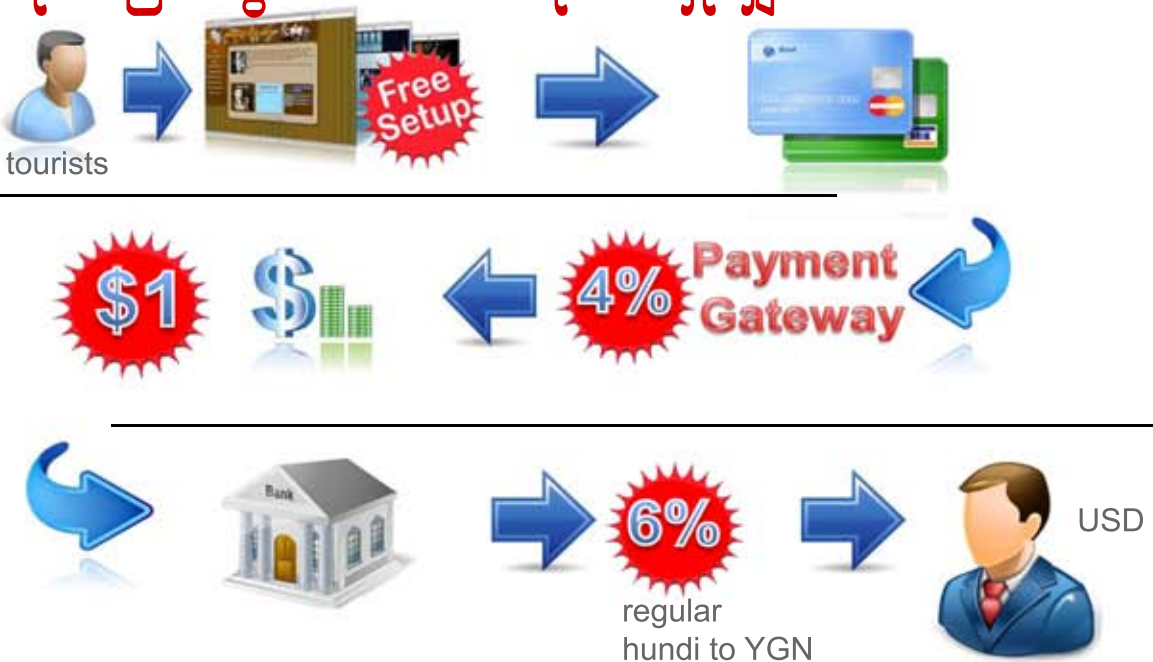 tourists
Free
Setup
Payment
Gateway
4%
$1
$
Bank
6%
regular
hundi to YGN
USD